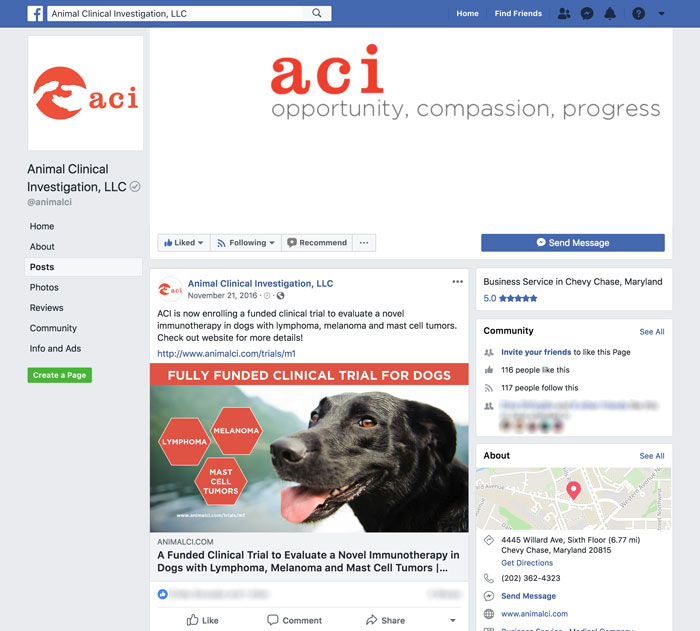 Animal Clinical Investigation, LLC
Home
Find Friends
aci
aci
opportunity, compassion, progress
Animal Clinical
Investigation, LLC
@animalci
Home
About
Posts
Photos
Reviews
Community
Info and Ads
Create a Page
Liked
Following
Recommend
Send Message
aci
Animal Clinical Investigation, LLC
November 21, 2016
ACI is now enrolling a funded clinical trial to evaluate a novel
immunotherapy in dogs with lymphoma, melanoma and mast cell tumors.
Check out website for more details!
http://www.animalci.com/trials/m1
FULLY FUNDED CLINICAL TRIAL FOR DOGS
LYMPHOMA
MELANOMA
MAST
CELL
TUMORS
www.animalci.com/trials/m1
ANIMALCI.COM
A Funded Clinical Trial to Evaluate a Novel Immunotherapy in
Dogs with Lymphoma, Melanoma and Mast Cell Tumors |...
Like
Comment
Share
Business Service in Chevy Chase, Maryland
5.0 ★★★★★
Community
See All
Invite your friends to like this Page
116 people like this
117 people follow this
About
See All
4445 Willard Ave, Sixth Floor (6.77 mi)
Chevy Chase, Maryland 20815
Get Directions
(202) 362-4323
Send Message
www.animalci.com
Business Service · Medical Company